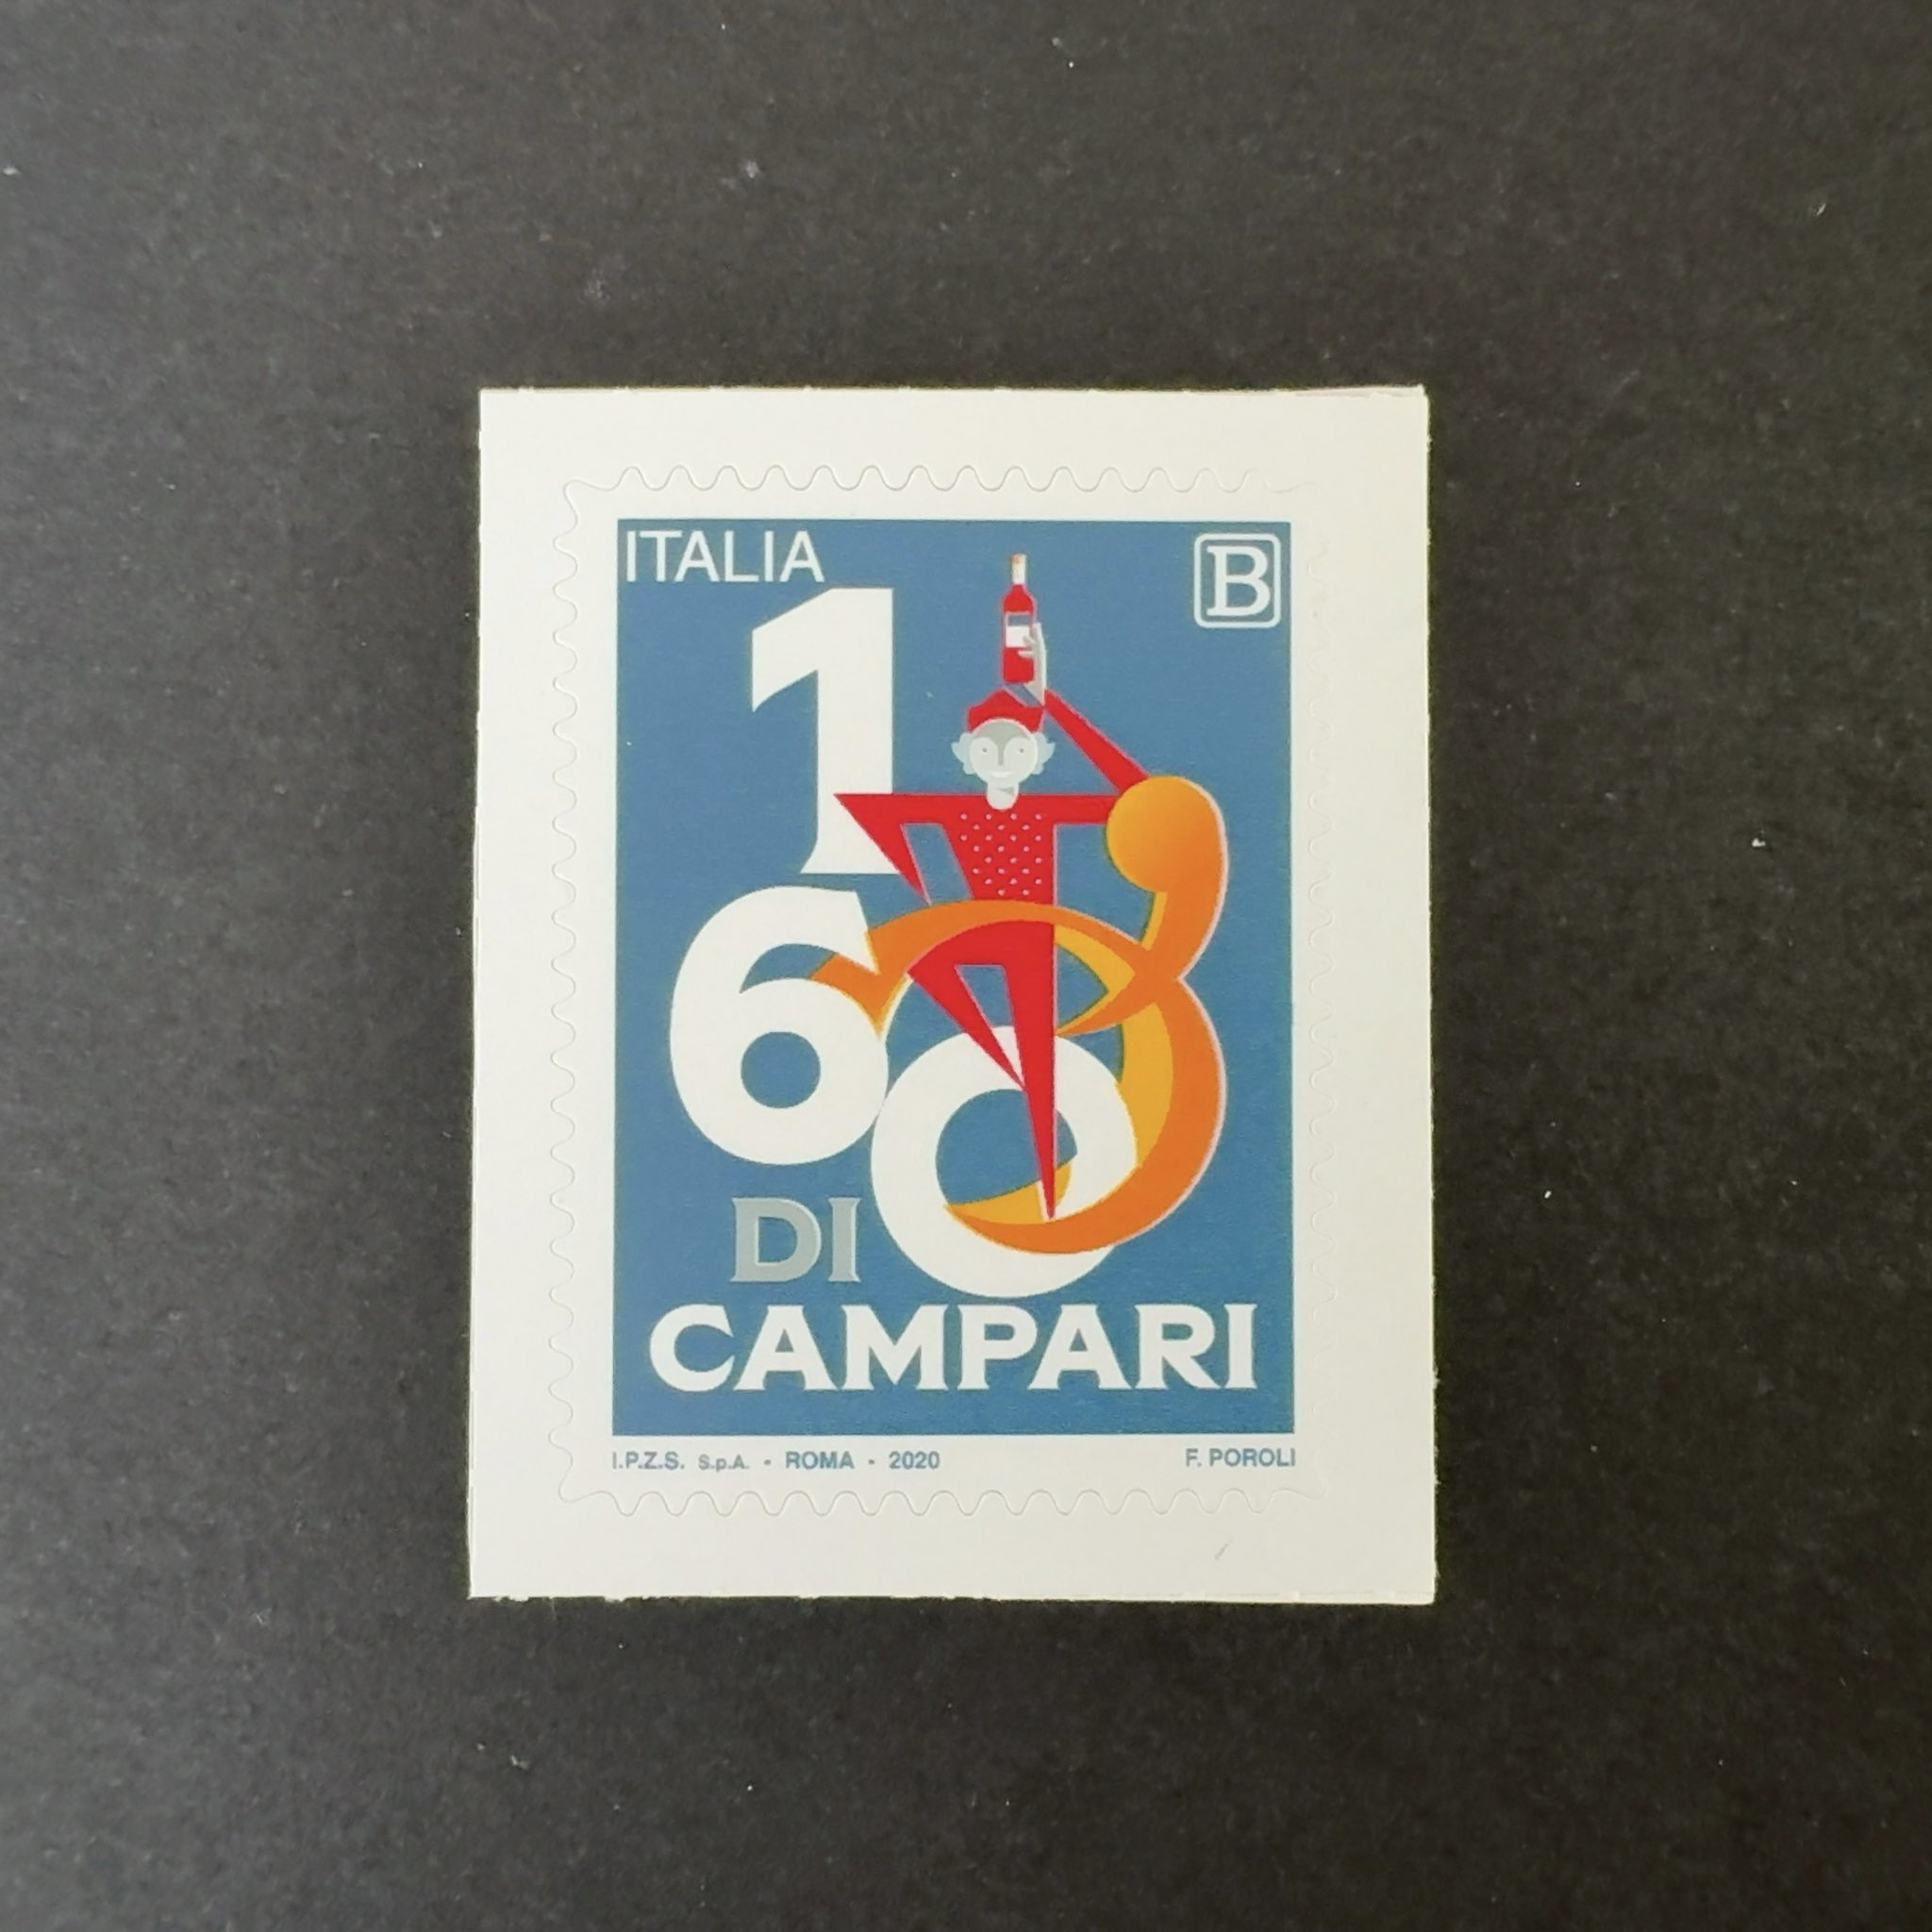 ITALIA
B
160
DI
CAMPARI
I.P.Z.S. S.p.A. - ROMA - 2020
F. POROLI